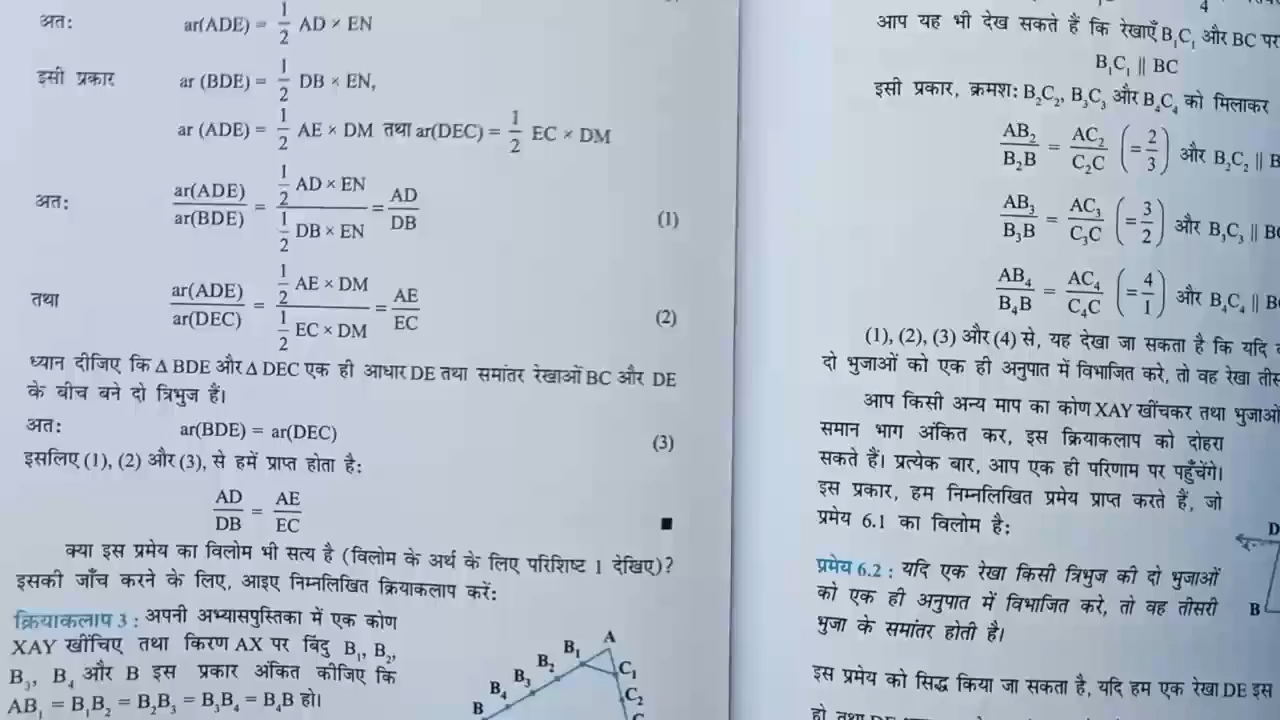 अतः ar(ADE) = 1/2 AD × EN
इसी प्रकार ar (BDE) = 1/2 DB × EN,
ar (ADE) = 1/2 AE × DM तथा ar(DEC) = 1/2 EC × DM
अतः ar(ADE)/ar(BDE) = (1/2 AD × EN)/(1/2 DB × EN) = AD/DB (1)
तथा ar(ADE)/ar(DEC) = (1/2 AE × DM)/(1/2 EC × DM) = AE/EC (2)
ध्यान दीजिए कि Δ BDE और Δ DEC एक ही आधार DE तथा समांतर रेखाओं BC और DE
के बीच बने दो त्रिभुज हैं।
अतः ar(BDE) = ar(DEC) (3)
इसलिए (1), (2) और (3), से हमें प्राप्त होता है:
AD/DB = AE/EC ■
क्या इस प्रमेय का विलोम भी सत्य है (विलोम के अर्थ के लिए परिशिष्ट 1 देखिए)?
इसकी जाँच करने के लिए, आइए निम्नलिखित क्रियाकलाप करें:
क्रियाकलाप 3 : अपनी अभ्यासपुस्तिका में एक कोण
XAY खींचिए तथा किरण AX पर बिंदु B₁, B₂,
B₃, B₄ और B इस प्रकार अंकित कीजिए कि
AB₁ = B₁B₂ = B₂B₃ = B₃B₄ = B₄B हो।
A
B₁
B₂
B₃
B₄
B
C₁
C₂
4
आप यह भी देख सकते हैं कि रेखाएँ B₁C₁ और BC पर
B₁C₁ || BC
इसी प्रकार, क्रमशः B₂C₂, B₃C₃ और B₄C₄ को मिलाकर
AB₂/B₂B = AC₂/C₂C (= 2/3) और B₂C₂ || B
AB₃/B₃B = AC₃/C₃C (= 3/2) और B₃C₃ || B
AB₄/B₄B = AC₄/C₄C (= 4/1) और B₄C₄ || B
(1), (2), (3) और (4) से, यह देखा जा सकता है कि यदि
दो भुजाओं को एक ही अनुपात में विभाजित करे, तो वह रेखा तीस
आप किसी अन्य माप का कोण XAY खींचकर तथा भुजाओं
समान भाग अंकित कर, इस क्रियाकलाप को दोहरा
सकते हैं। प्रत्येक बार, आप एक ही परिणाम पर पहुँचेंगे।
इस प्रकार, हम निम्नलिखित प्रमेय प्राप्त करते हैं, जो
प्रमेय 6.1 का विलोम है:
प्रमेय 6.2 : यदि एक रेखा किसी त्रिभुज की दो भुजाओं
को एक ही अनुपात में विभाजित करे, तो वह तीसरी
भुजा के समांतर होती है।
D
B
इस प्रमेय को सिद्ध किया जा सकता है, यदि हम एक रेखा DE इस